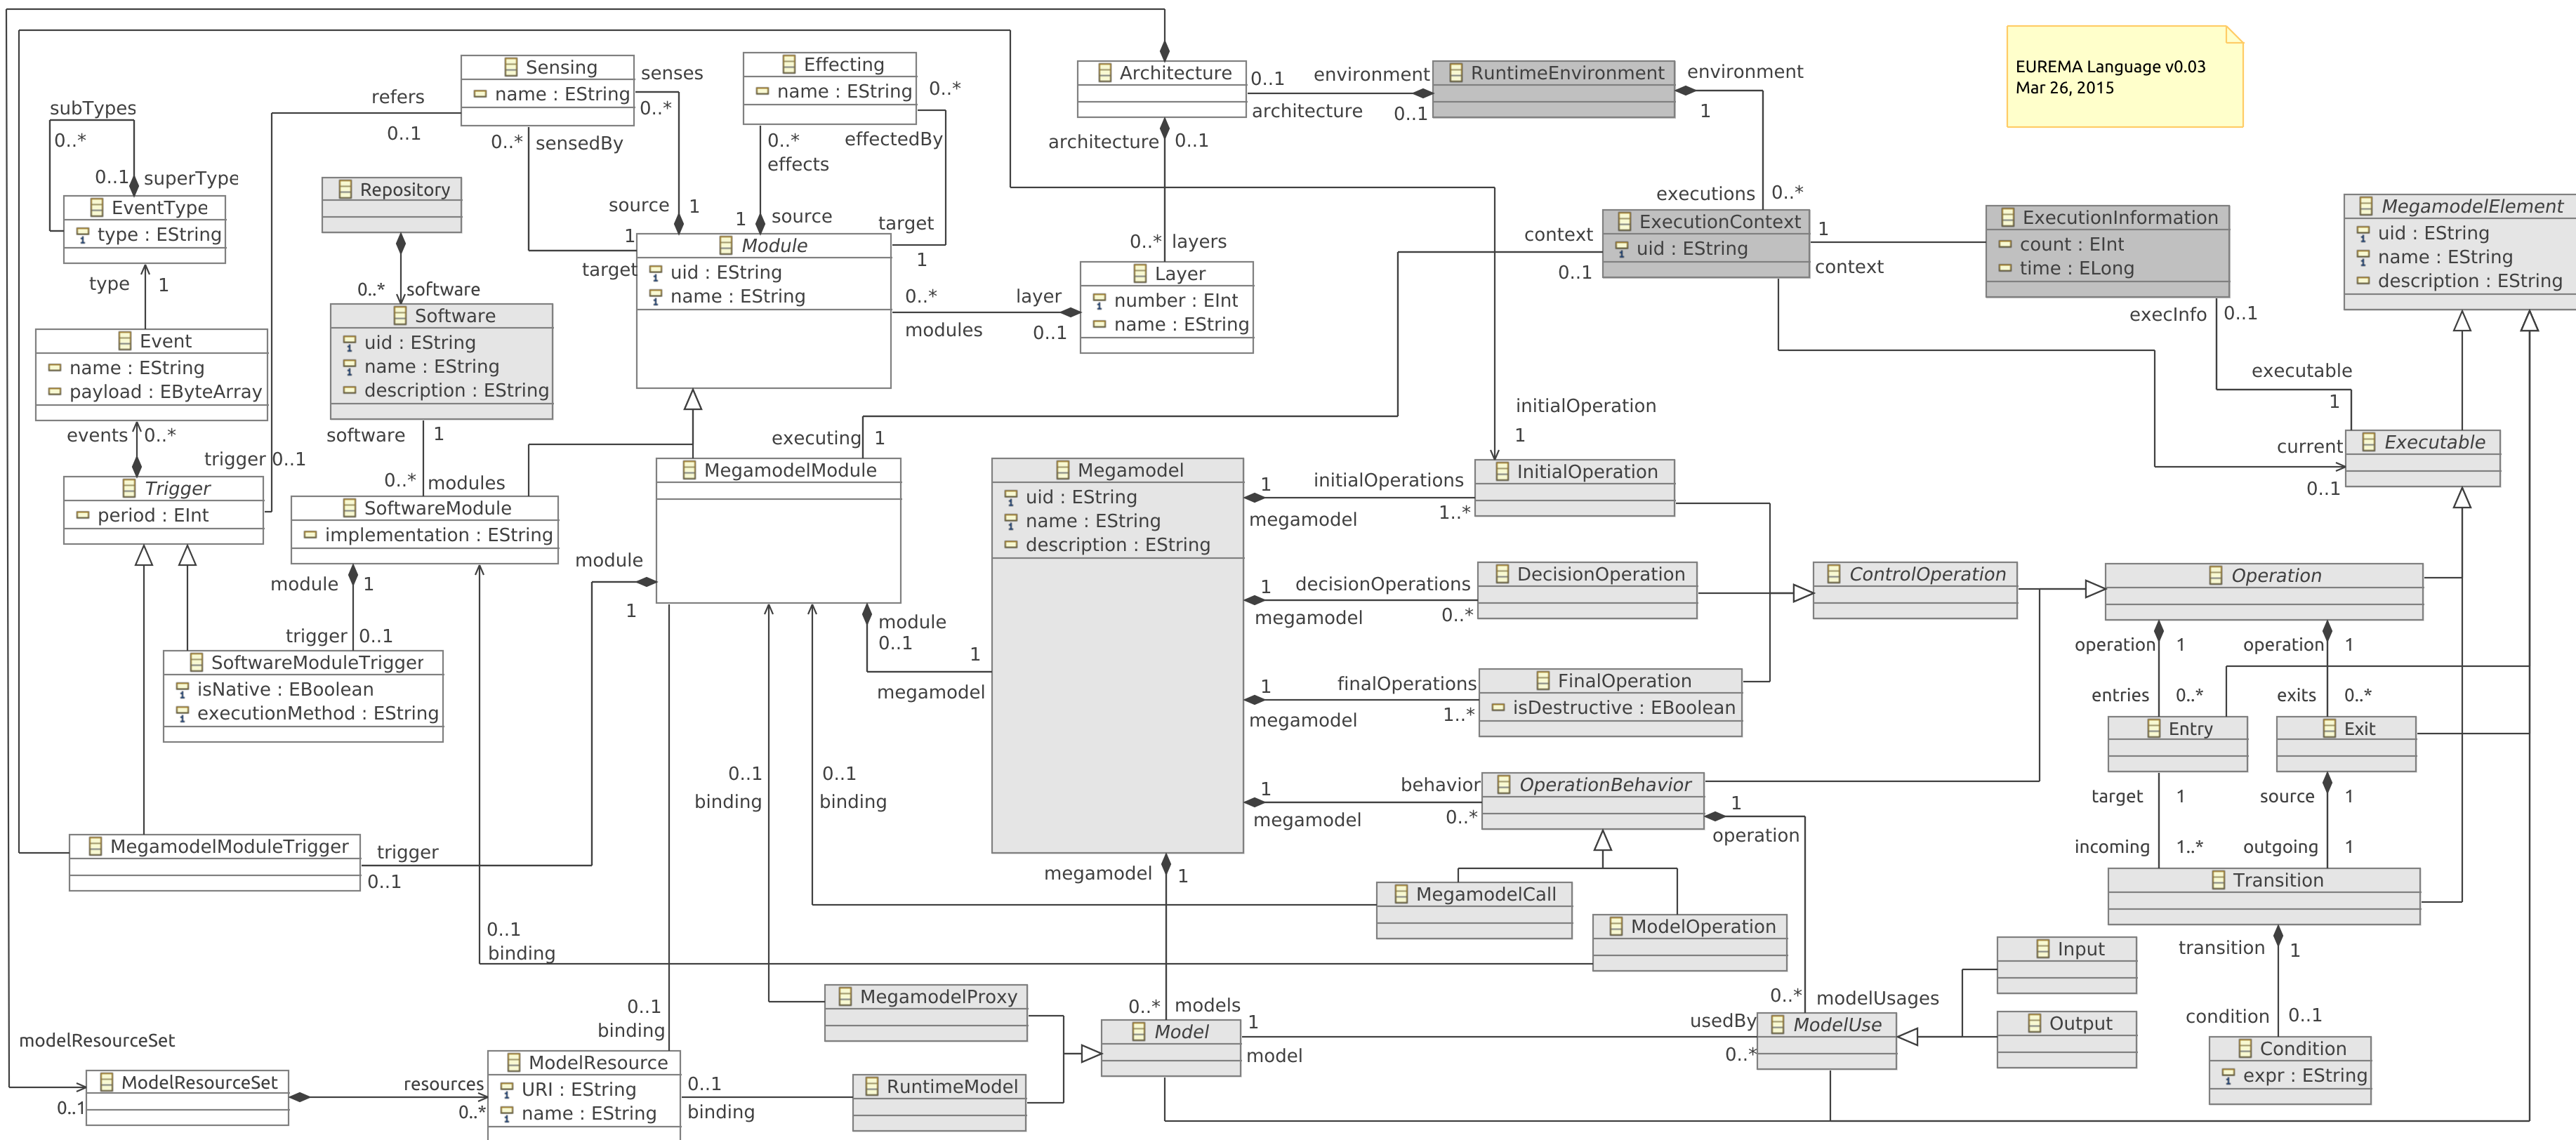 EUREMA Language v0.03
Mar 26, 2015
Sensing
name : EString
senses
0..*
refers
0..1
0..*
sensedBy
Effecting
name : EString
0..*
effectedBy
0..*
effects
Architecture
0..1
architecture
environment
0..1
RuntimeEnvironment
environment
1
architecture
0..1
executions
0..*
subTypes
0..*
0..1
superType
EventType
type : EString
type
1
Repository
0..*
software
source
1
1
source
target
1
1
target
Module
uid : EString
name : EString
0..*
modules
layer
0..1
0..*
layers
Layer
number : EInt
name : EString
context
0..1
ExecutionContext
uid : EString
1
context
ExecutionInformation
count : EInt
time : ELong
execInfo
0..1
MegamodelElement
uid : EString
name : EString
description : EString
Software
uid : EString
name : EString
description : EString
Event
name : EString
payload : EByteArray
events
0..*
software
1
trigger
0..1
0..*
modules
executing
1
initialOperation
1
executable
1
current
0..1
Executable
Trigger
period : EInt
SoftwareModule
implementation : EString
MegamodelModule
Megamodel
uid : EString
name : EString
description : EString
1
initialOperations
megamodel
1..*
InitialOperation
module
1
trigger
0..1
module
1
1
decisionOperations
megamodel
0..*
DecisionOperation
ControlOperation
Operation
SoftwareModuleTrigger
isNative : EBoolean
executionMethod : EString
module
0..1
1
megamodel
1
finalOperations
megamodel
1..*
FinalOperation
isDestructive : EBoolean
operation
1
operation
1
entries
0..*
exits
0..*
Entry
Exit
0..1
binding
0..1
binding
1
behavior
megamodel
0..*
OperationBehavior
1
operation
target
1
source
1
incoming
1..*
outgoing
1
MegamodelModuleTrigger
trigger
0..1
megamodel
1
MegamodelCall
ModelOperation
Transition
0..1
binding
transition
1
Input
MegamodelProxy
0..1
binding
0..*
models
0..*
modelUsages
condition
0..1
modelResourceSet
0..1
ModelResourceSet
resources
0..*
ModelResource
URI : EString
name : EString
0..1
binding
RuntimeModel
Model
1
model
usedBy
0..*
ModelUse
Output
Condition
expr : EString